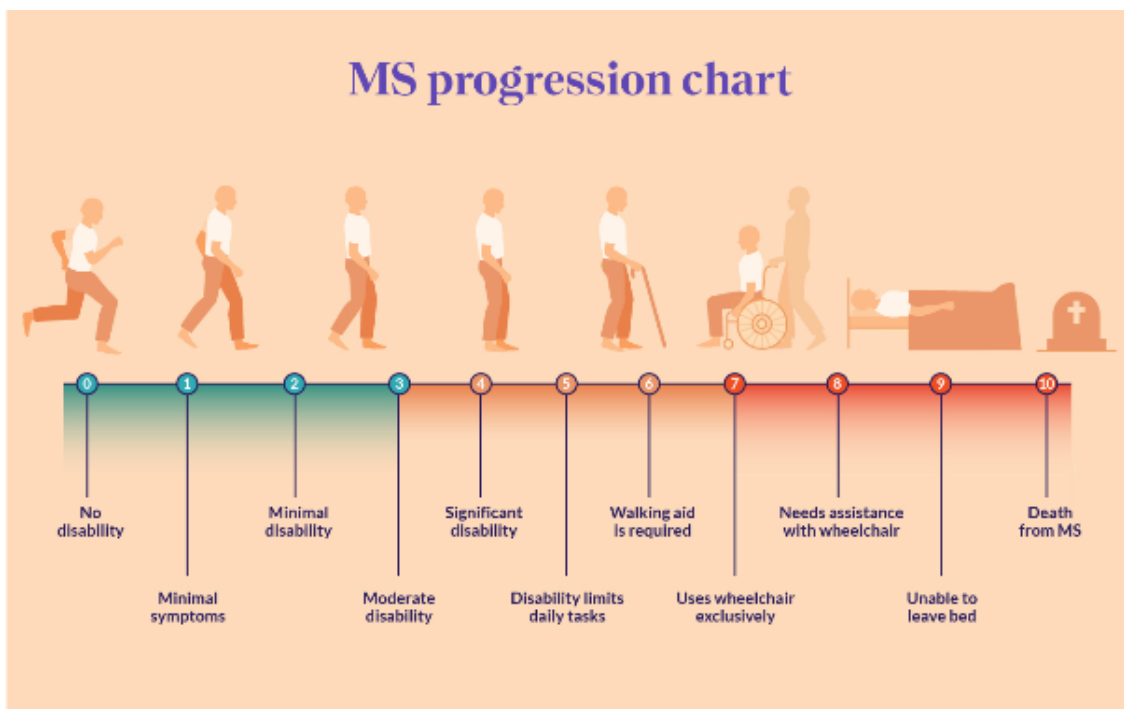 MS progression chart
0
1
2
3
4
5
6
7
8
9
10
No
disability
Minimal
symptoms
Minimal
disability
Moderate
disability
Significant
disability
Disability limits
daily tasks
Walking aid
is required
Uses wheelchair
exclusively
Needs assistance
with wheelchair
Unable to
leave bed
Death
from MS